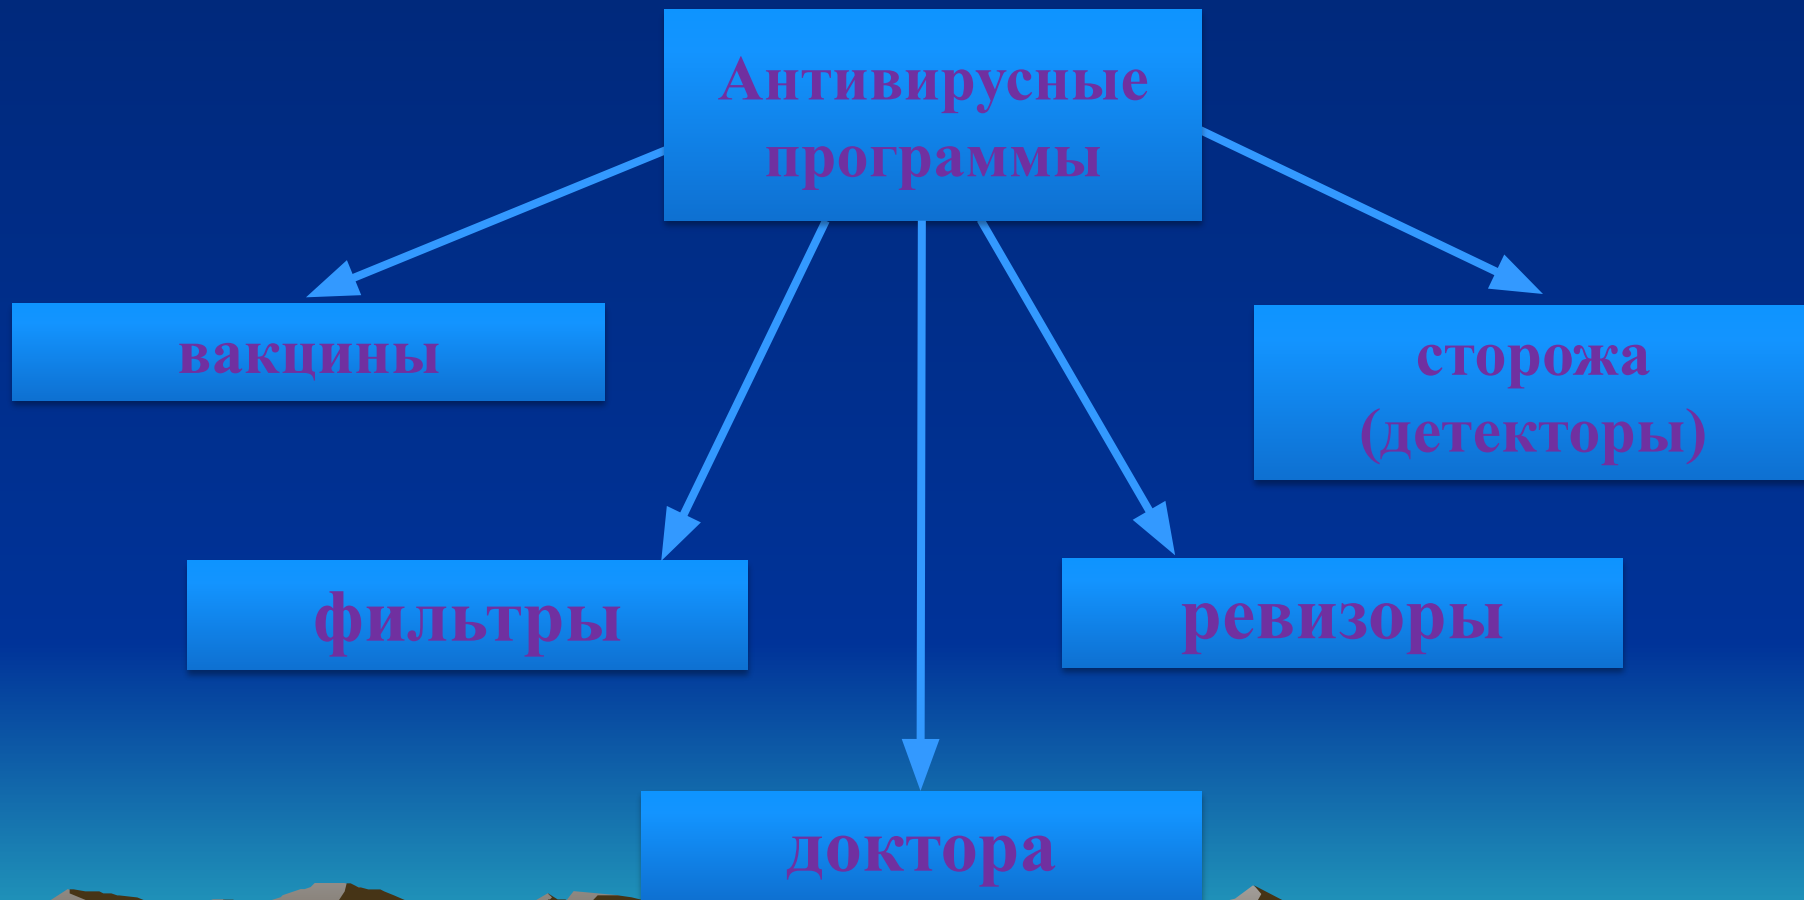 Антивирусные
программы
вакцины
сторожа
(детекторы)
фильтры
ревизоры
доктора